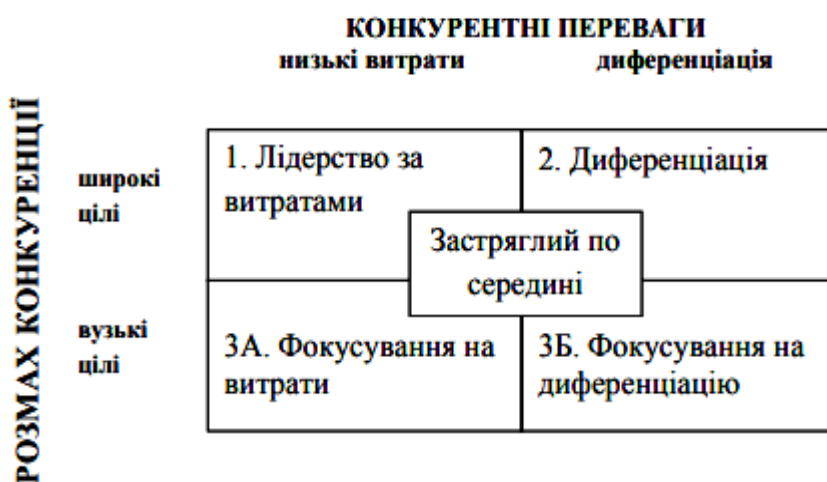 КОНКУРЕНТНІ ПЕРЕВАГИ
низькі витрати диференціація
РОЗМАХ КОНКУРЕНЦІЇ
широкі
цілі
1. Лідерство за
витратами
2. Диференціація
Застряглий по
середині
вузькі
цілі
3А. Фокусування на
витрати
3Б. Фокусування на
диференціацію